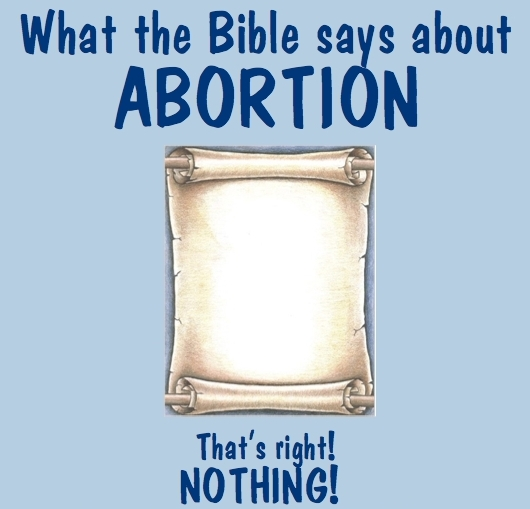 What the Bible says about
ABORTION
That's right!
NOTHING!